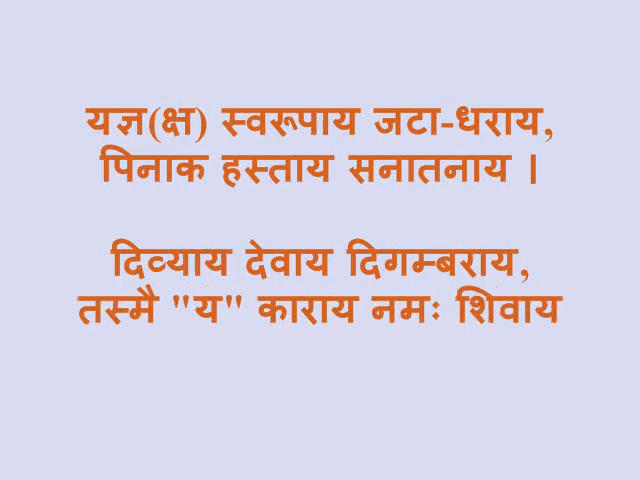 यज्ञ(क्ष) स्वरूपाय जटा-धराय,
पिनाक हस्ताय सनातनाय ।
दिव्याय देवाय दिगम्बराय,
तस्मै "य" काराय नमः शिवाय